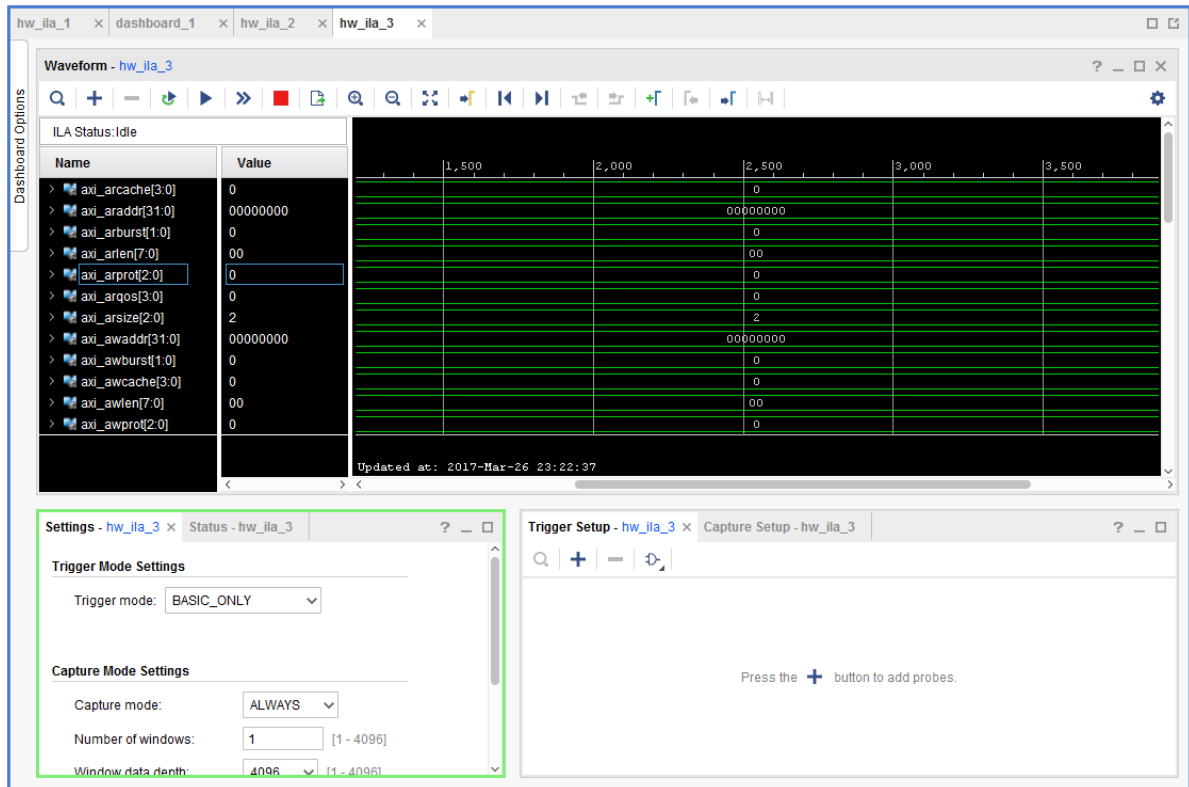 hw_ila_1 dashboard_1 hw_ila_2 hw_ila_3
Dashboard Options
Waveform - hw_ila_3
ILA Status:Idle
Name Value
1,500 2,000 2,500 3,000 3,500
axi_arcache[3:0] 0 0
axi_araddr[31:0] 00000000 00000000
axi_arburst[1:0] 0 0
axi_arlen[7:0] 00 00
axi_arprot[2:0] 0 0
axi_arqos[3:0] 0 0
axi_arsize[2:0] 2 2
axi_awaddr[31:0] 00000000 00000000
axi_awburst[1:0] 0 0
axi_awcache[3:0] 0 0
axi_awlen[7:0] 00 00
axi_awprot[2:0] 0 0
Updated at: 2017-Mar-26 23:22:37
Settings - hw_ila_3 Status - hw_ila_3
Trigger Mode Settings
Trigger mode: BASIC_ONLY
Capture Mode Settings
Capture mode: ALWAYS
Number of windows: 1 [1 - 4096]
Window data depth: 4096 [1 - 4096]
Trigger Setup - hw_ila_3 Capture Setup - hw_ila_3
Press the + button to add probes.